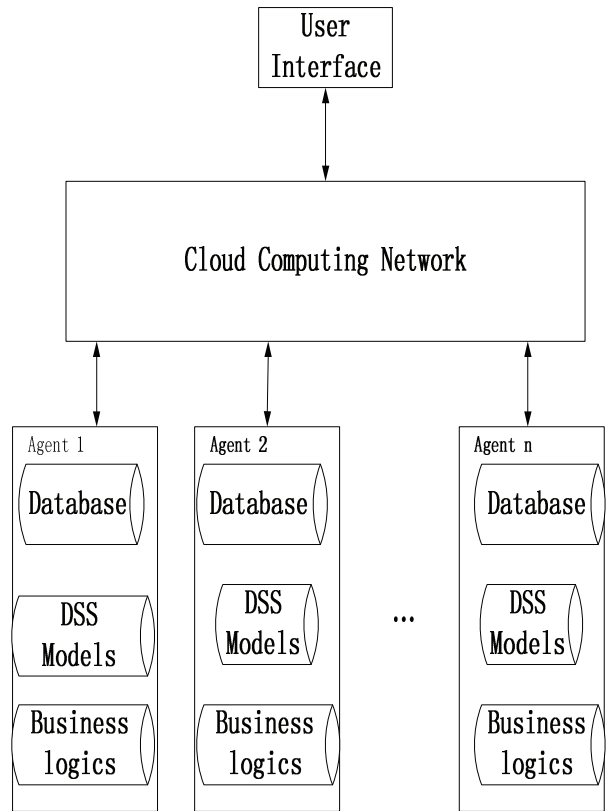 User
Interface
Cloud Computing Network
Agent 1
Database
DSS
Models
Business
logics
Agent 2
Database
DSS
Models
Business
logics
...
Agent n
Database
DSS
Models
Business
logics